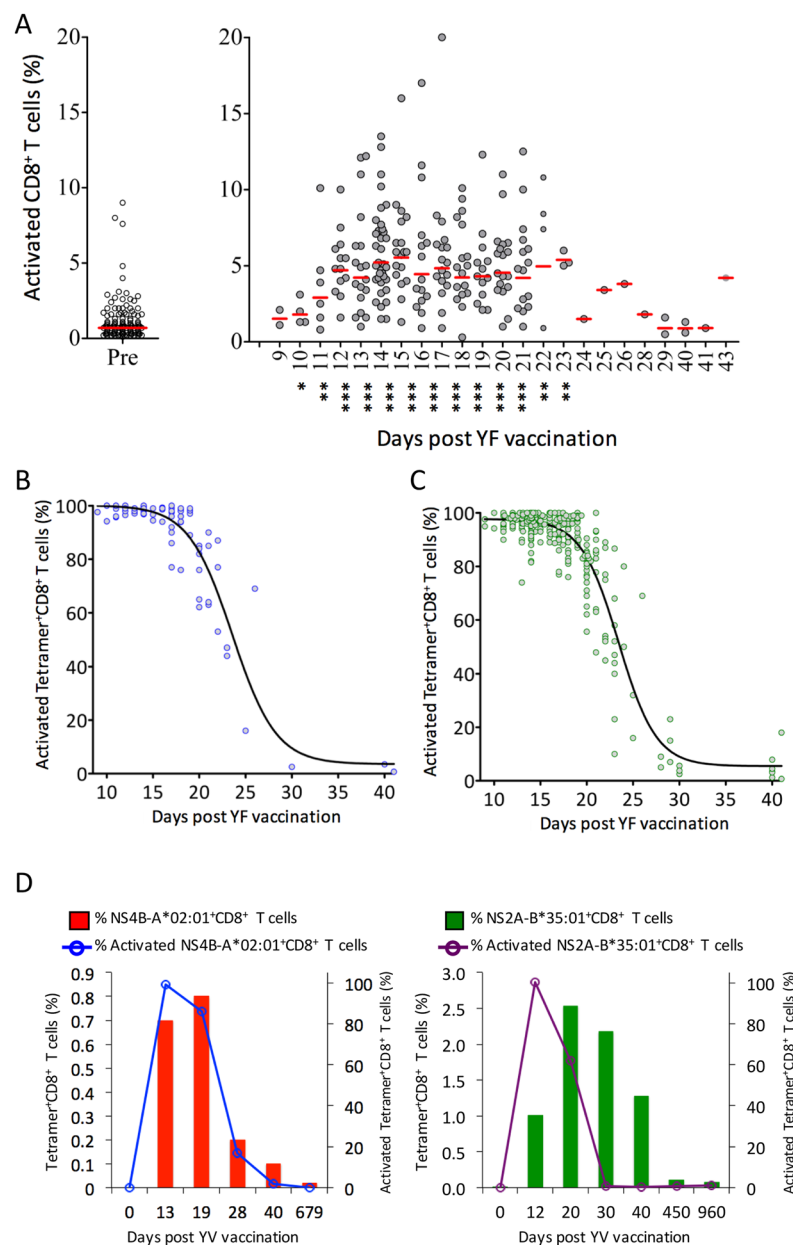 A
Activated CD8⁺ T cells (%)
20
15
10
5
0
Pre
20
15
10
5
0
9 10 11 12 13 14 15 16 17 18 19 20 21 22 23 24 25 26 28 29 40 41 43
* ** *** *** *** *** *** *** *** *** *** *** ** **
Days post YF vaccination
B
Activated Tetramer⁺CD8⁺ T cells (%)
100
80
60
40
20
0
10 15 20 25 30 35 40
Days post YF vaccination
C
Activated Tetramer⁺CD8⁺ T cells (%)
100
80
60
40
20
0
10 15 20 25 30 35 40
Days post YF vaccination
D
% NS4B-A*02:01⁺CD8⁺ T cells
% Activated NS4B-A*02:01⁺CD8⁺ T cells
Tetramer⁺CD8⁺ T cells (%)
0.9
0.8
0.7
0.6
0.5
0.4
0.3
0.2
0.1
0
100
80
60
40
20
0
Activated Tetramer⁺CD8⁺ T cells (%)
0 13 19 28 40 679
Days post YV vaccination
% NS2A-B*35:01⁺CD8⁺ T cells
% Activated NS2A-B*35:01⁺CD8⁺ T cells
Tetramer⁺CD8⁺ T cells (%)
3.0
2.5
2.0
1.5
1.0
0.5
0.0
100
80
60
40
20
0
Activated Tetramer⁺CD8⁺ T cells (%)
0 12 20 30 40 450 960
Days post YV vaccination